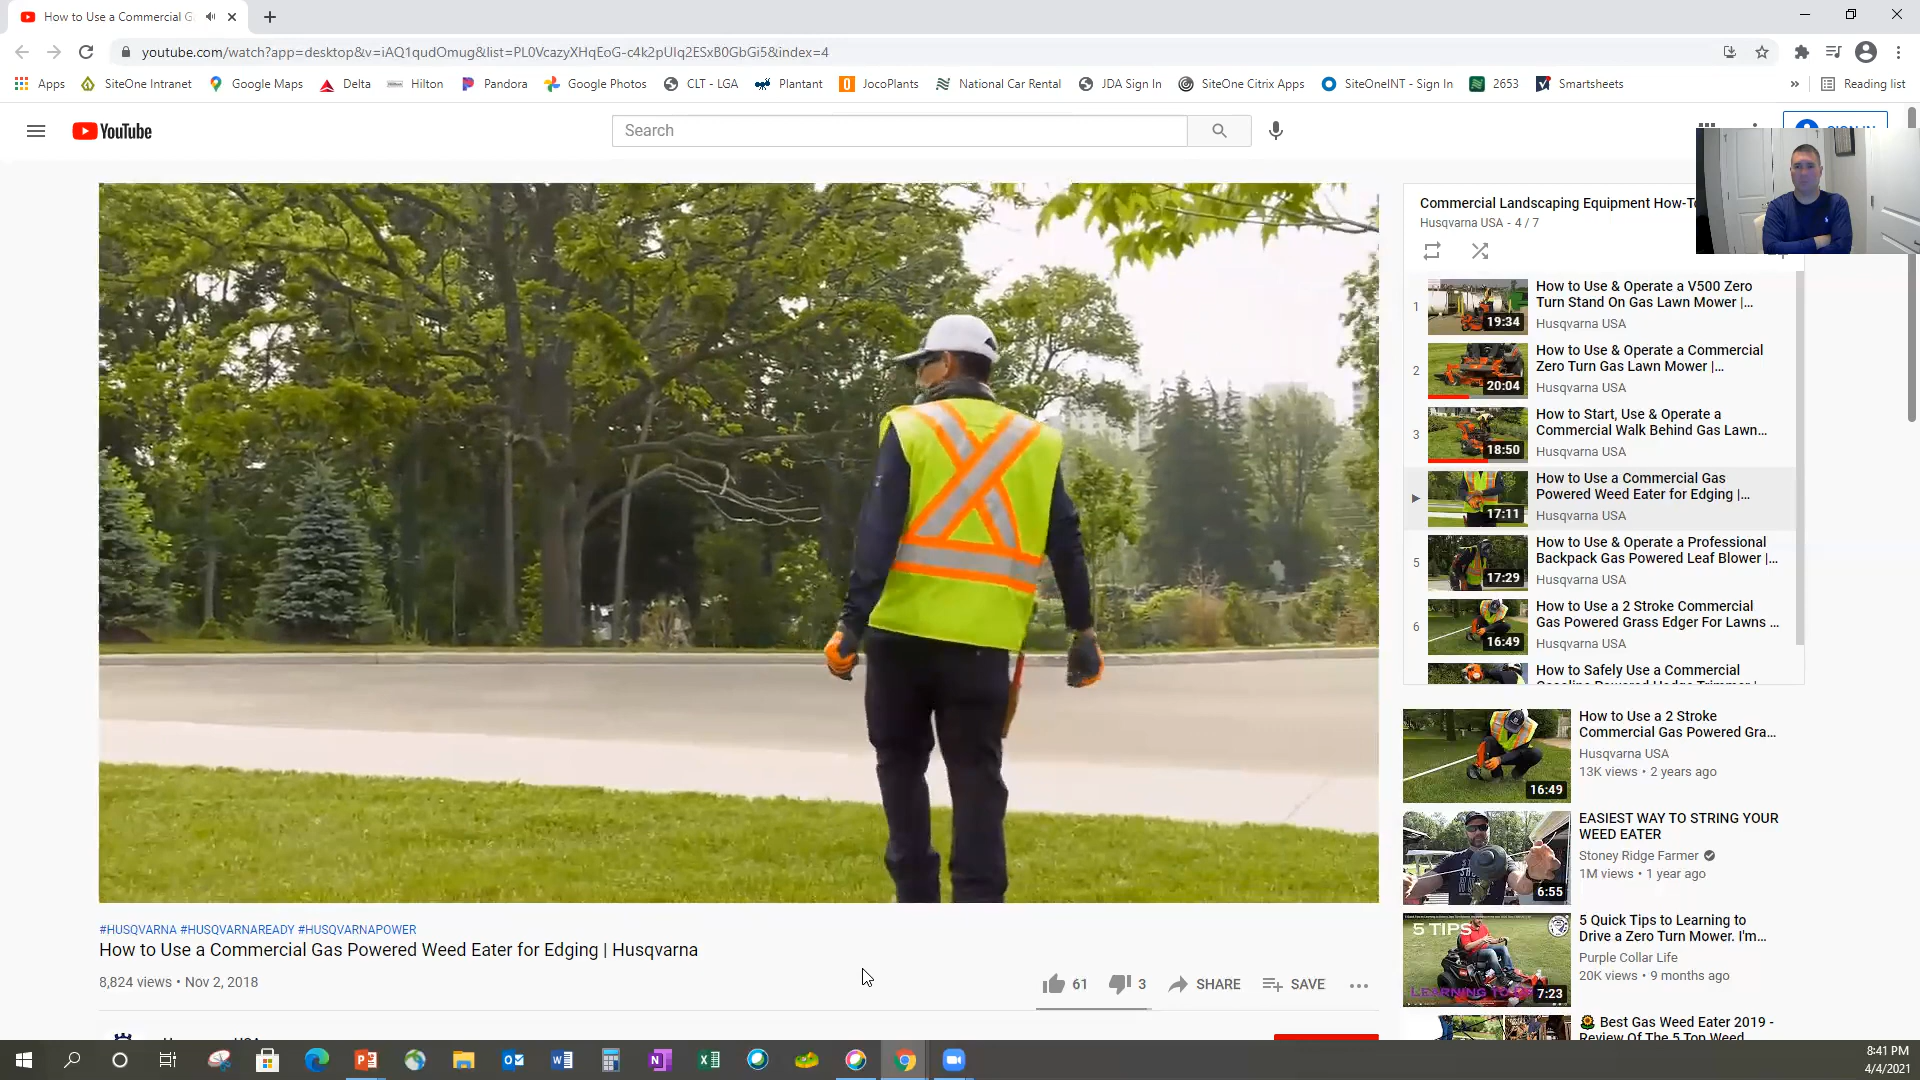 How to Use a Commercial G
youtube.com/watch?app=desktop&v=iAQ1qudOmug&list=PL0VcazyXHqEoG-c4k2pUIq2ESxB0GbGi5&index=4
Apps SiteOne Intranet Google Maps Delta Hilton Pandora Google Photos CLT - LGA Plantant JocoPlants National Car Rental JDA Sign In SiteOne Citrix Apps SiteOneINT - Sign In 2653 Smartsheets » Reading list
YouTube
Search
Commercial Landscaping Equipment How-T
Husqvarna USA - 4 / 7
1
How to Use & Operate a V500 Zero
Turn Stand On Gas Lawn Mower |...
19:34
Husqvarna USA
2
How to Use & Operate a Commercial
Zero Turn Gas Lawn Mower |...
20:04
Husqvarna USA
3
How to Start, Use & Operate a
Commercial Walk Behind Gas Lawn...
18:50
Husqvarna USA
How to Use a Commercial Gas
Powered Weed Eater for Edging |...
17:11
Husqvarna USA
5
How to Use & Operate a Professional
Backpack Gas Powered Leaf Blower |...
17:29
Husqvarna USA
6
How to Use a 2 Stroke Commercial
Gas Powered Grass Edger For Lawns ...
16:49
Husqvarna USA
How to Safely Use a Commercial
How to Use a 2 Stroke
Commercial Gas Powered Gra...
Husqvarna USA
13K views • 2 years ago
16:49
EASIEST WAY TO STRING YOUR
WEED EATER
Stoney Ridge Farmer
1M views • 1 year ago
6:55
5 Quick Tips to Learning to
Drive a Zero Turn Mower. I'm...
Purple Collar Life
20K views • 9 months ago
5 TIPS
LEARNING TO
7:23
Best Gas Weed Eater 2019 -
Review Of The 5 Top Weed
#HUSQVARNA #HUSQVARNAREADY #HUSQVARNAPOWER
How to Use a Commercial Gas Powered Weed Eater for Edging | Husqvarna
8,824 views • Nov 2, 2018
61 3 SHARE SAVE ...
8:41 PM
4/4/2021